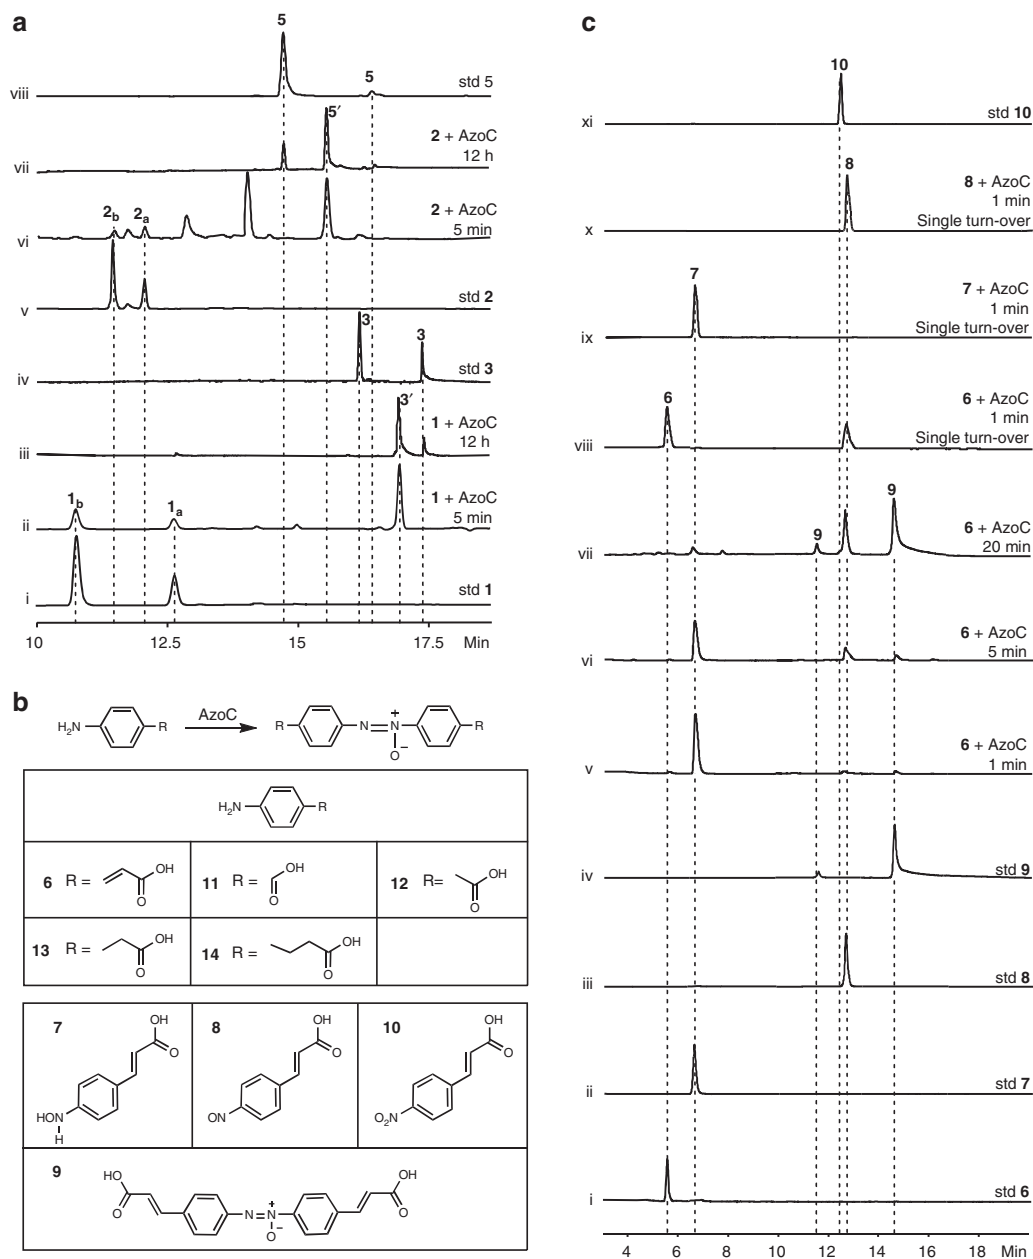 a
5
5
std 5
viii
5′
2 + AzoC
12 h
vii
2b
2a
2 + AzoC
5 min
vi
std 2
v
3
3
std 3
iv
3′
1 + AzoC
12 h
iii
1b
1a
1 + AzoC
5 min
ii
std 1
i
10
12.5
15
17.5
Min
b
H2N
R
AzoC
R
N
N
+
O
−
R
H2N
R
6
R =
OH
O
11
R =
OH
O
12
R=
OH
O
13
R =
OH
O
14
R =
OH
O
7
OH
O
HON
H
8
OH
O
ON
10
OH
O
O2N
9
HO
O
N
N
+
O
−
OH
O
c
10
std 10
xi
8
8 + AzoC
1 min
Single turn-over
x
7
7 + AzoC
1 min
Single turn-over
ix
6
6 + AzoC
1 min
Single turn-over
viii
9
9
6 + AzoC
20 min
vii
6 + AzoC
5 min
vi
6 + AzoC
1 min
v
std 9
iv
std 8
iii
std 7
ii
std 6
i
4
6
8
10
12
14
16
18
Min